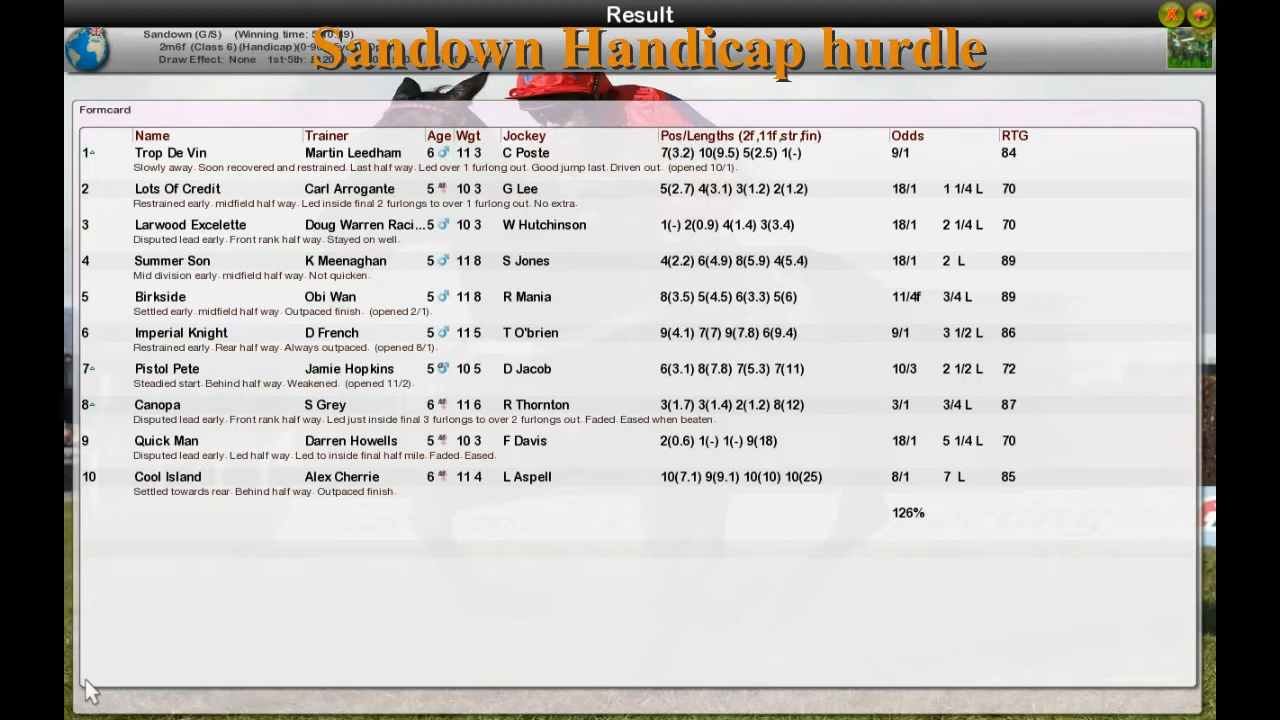 Result
Sandown (G/S) (Winning time:
Sandown Handicap hurdle
2m6f (Class 6) (Handicap)
Draw Effect: None 1st-5th:
Formcard
Name Trainer Age Wgt Jockey Pos/Lengths (2f,11f,str,fin) Odds RTG
1 Trop De Vin Martin Leedham 6 11 3 C Poste 7(3.2) 10(9.5) 5(2.5) 1(-) 9/1 84
Slowly away. Soon recovered and restrained. Last half way. Led over 1 furlong out. Good jump last. Driven out. (opened 10/1).
2 Lots Of Credit Carl Arrogante 5 10 3 G Lee 5(2.7) 4(3.1) 3(1.2) 2(1.2) 18/1 1 1/4 L 70
Restrained early. midfield half way. Led inside final 2 furlongs to over 1 furlong out. No extra.
3 Larwood Excelette Doug Warren Raci... 5 10 3 W Hutchinson 1(-) 2(0.9) 4(1.4) 3(3.4) 18/1 2 1/4 L 70
Disputed lead early. Front rank half way. Stayed on well.
4 Summer Son K Meenaghan 5 11 8 S Jones 4(2.2) 6(4.9) 8(5.9) 4(5.4) 18/1 2 L 89
Mid division early. midfield half way. Not quicken.
5 Birkside Obi Wan 5 11 8 R Mania 8(3.5) 5(4.5) 6(3.3) 5(6) 11/4f 3/4 L 89
Settled early. midfield half way. Outpaced finish. (opened 2/1).
6 Imperial Knight D French 5 11 5 T O'brien 9(4.1) 7(7) 9(7.8) 6(9.4) 9/1 3 1/2 L 86
Restrained early. Rear half way. Always outpaced. (opened 8/1).
7 Pistol Pete Jamie Hopkins 5 10 5 D Jacob 6(3.1) 8(7.8) 7(5.3) 7(11) 10/3 2 1/2 L 72
Steadied start. Behind half way. Weakened. (opened 11/2).
8 Canopa S Grey 6 11 6 R Thornton 3(1.7) 3(1.4) 2(1.2) 8(12) 3/1 3/4 L 87
Disputed lead early. Front rank half way. Led just inside final 3 furlongs to over 2 furlongs out. Faded. Eased when beaten.
9 Quick Man Darren Howells 5 10 3 F Davis 2(0.6) 1(-) 1(-) 9(18) 18/1 5 1/4 L 70
Disputed lead early. Led half way. Led to inside final half mile. Faded. Eased.
10 Cool Island Alex Cherrie 6 11 4 L Aspell 10(7.1) 9(9.1) 10(10) 10(25) 8/1 7 L 85
Settled towards rear. Behind half way. Outpaced finish.
126%